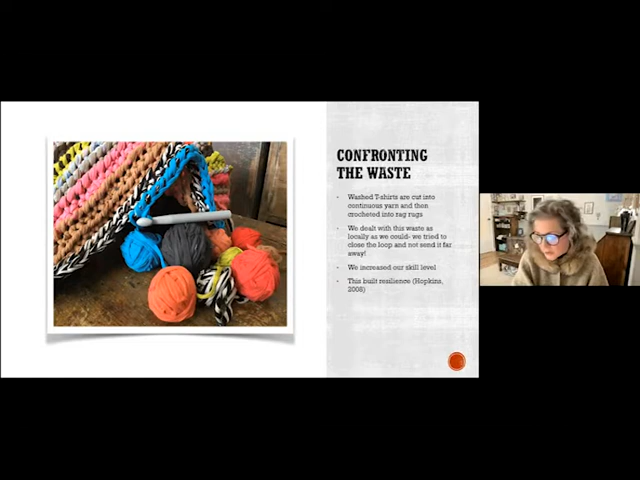 CONFRONTING
THE WASTE
Washed T-shirts are cut into
continuous yarn and then
crocheted into rag rugs
We dealt with this waste as
locally as we could- we tried to
close the loop and not send it far
away!
We increased our skill level
This built resilience (Hopkins,
2008)